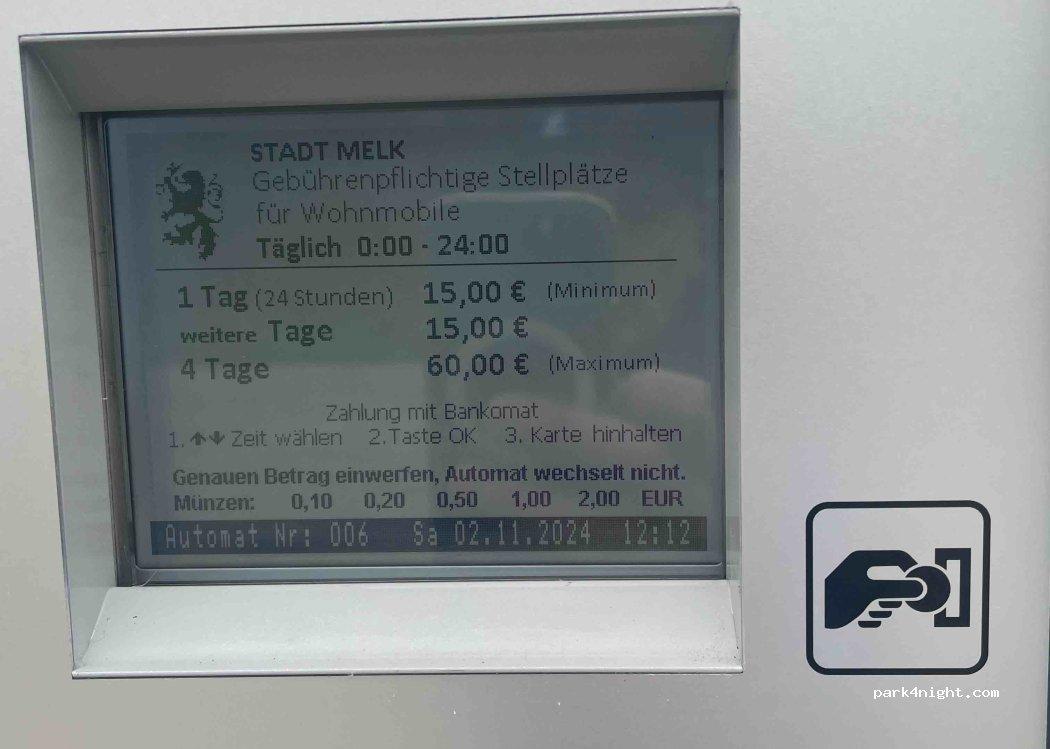 STADT MELK
Gebührenpflichtige Stellplätze
für Wohnmobile
Täglich 0:00 - 24:00
1 Tag (24 Stunden) 15,00 € (Minimum)
weitere Tage 15,00 €
4 Tage 60,00 € (Maximum)
Zahlung mit Bankomat
1. ↑↓ Zeit wählen 2.Taste OK 3. Karte hinhalten
Genauen Betrag einwerfen, Automat wechselt nicht.
Münzen: 0,10 0,20 0,50 1,00 2,00 EUR
Automat Nr: 006 Sa 02.11.2024 12:12
park4night.com